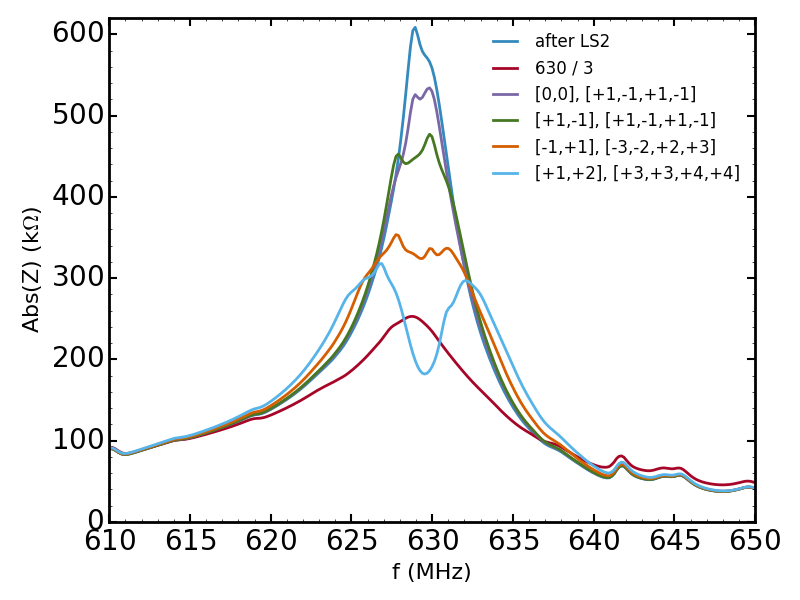 600
500
400
300
200
100
0
Abs(Z) (kΩ)
after LS2
630 / 3
[0,0], [+1,-1,+1,-1]
[+1,-1], [+1,-1,+1,-1]
[-1,+1], [-3,-2,+2,+3]
[+1,+2], [+3,+3,+4,+4]
610 615 620 625 630 635 640 645 650
f (MHz)